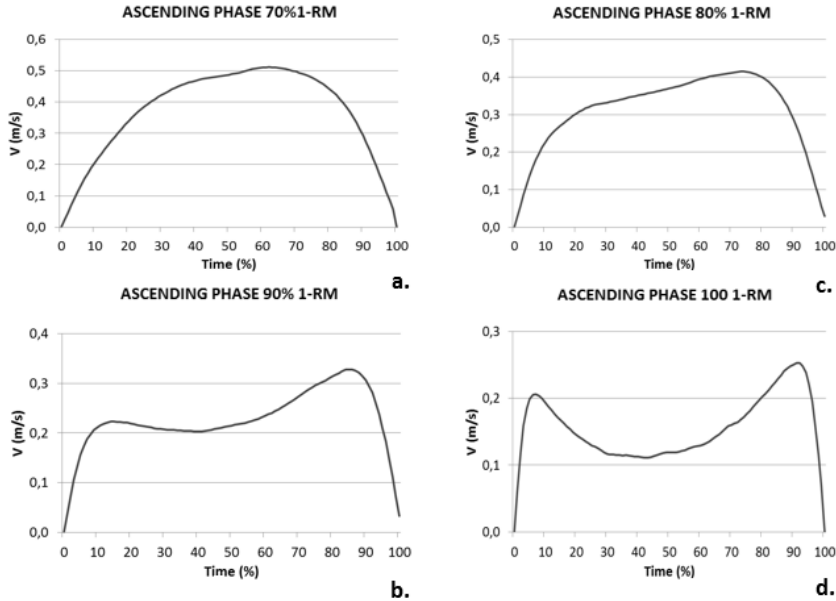 ASCENDING PHASE 70%1-RM
0,6
0,5
0,4
0,3
0,2
0,1
0,0
V (m/s)
0 10 20 30 40 50 60 70 80 90 100
Time (%)
a.
ASCENDING PHASE 80% 1-RM
0,5
0,4
0,3
0,2
0,1
0,0
V (m/s)
0 10 20 30 40 50 60 70 80 90 100
Time (%)
c.
ASCENDING PHASE 90% 1-RM
0,4
0,3
0,2
0,1
0,0
V (m/s)
0 10 20 30 40 50 60 70 80 90 100
Time (%)
b.
ASCENDING PHASE 100 1-RM
0,3
0,2
0,1
0,0
V (m/s)
0 10 20 30 40 50 60 70 80 90 100
Time (%)
d.